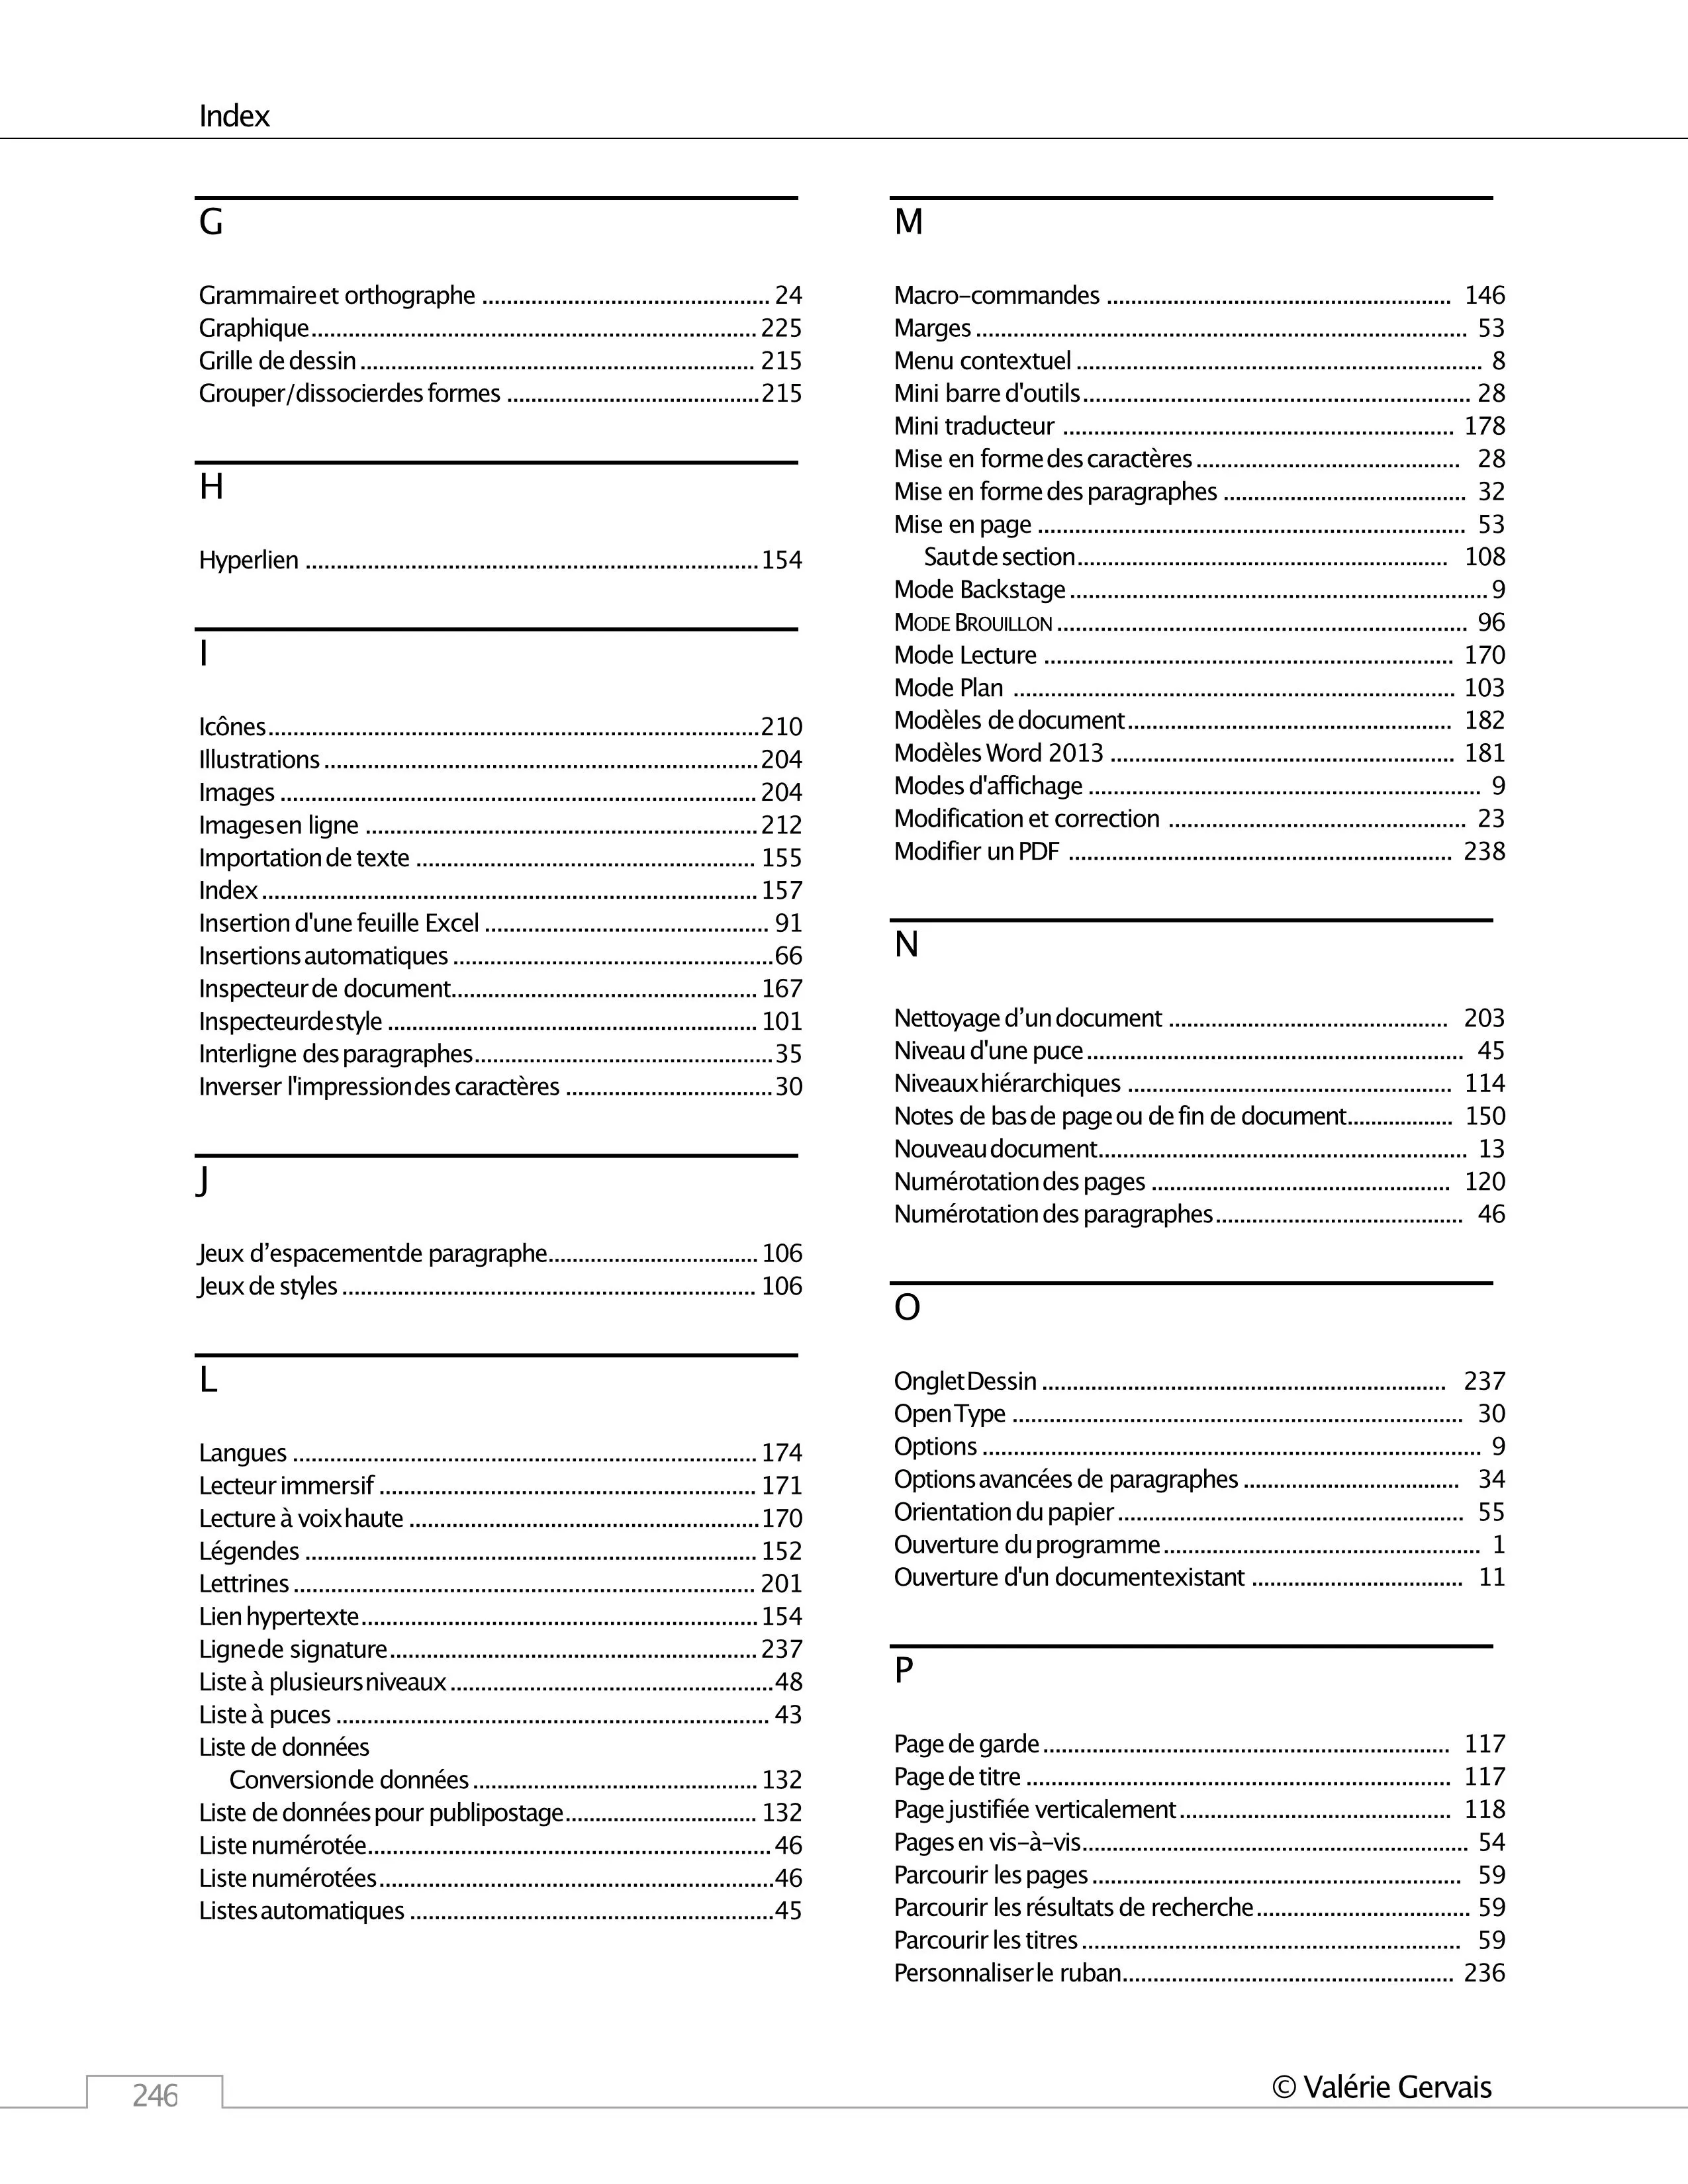 Index
G
Grammaire et orthographe ............................................... 24
Graphique......................................................................... 225
Grille de dessin ................................................................ 215
Grouper/dissocier des formes .........................................215
H
Hyperlien ..........................................................................154
I
Icônes................................................................................210
Illustrations .......................................................................204
Images ............................................................................. 204
Images en ligne ................................................................ 212
Importation de texte ....................................................... 155
Index ................................................................................. 157
Insertion d'une feuille Excel .............................................. 91
Insertions automatiques ....................................................66
Inspecteur de document.................................................. 167
Inspecteur de style ............................................................ 101
Interligne des paragraphes.................................................35
Inverser l'impression des caractères ..................................30
J
Jeux d’espacement de paragraphe.................................. 106
Jeux de styles ................................................................... 106
L
Langues ............................................................................ 174
Lecteur immersif ............................................................. 171
Lecture à voix haute .........................................................170
Légendes .......................................................................... 152
Lettrines ........................................................................... 201
Lien hypertexte.................................................................154
Ligne de signature............................................................ 237
Liste à plusieurs niveaux .....................................................48
Liste à puces ...................................................................... 43
Liste de données
Conversion de données .............................................. 132
Liste de données pour publipostage............................... 132
Liste numérotée.................................................................. 46
Liste numérotées................................................................46
Listes automatiques ...........................................................45
M
Macro-commandes ........................................................ 146
Marges ................................................................................ 53
Menu contextuel .................................................................. 8
Mini barre d'outils............................................................... 28
Mini traducteur ................................................................ 178
Mise en forme des caractères ........................................... 28
Mise en forme des paragraphes ....................................... 32
Mise en page ...................................................................... 53
Saut de section............................................................ 108
Mode Backstage .................................................................... 9
MODE BROUILLON ................................................................... 96
Mode Lecture ................................................................... 170
Mode Plan ........................................................................ 103
Modèles de document..................................................... 182
Modèles Word 2013 ........................................................ 181
Modes d'affichage ................................................................ 9
Modification et correction ................................................ 23
Modifier un PDF .............................................................. 238
N
Nettoyage d’un document .............................................. 203
Niveau d'une puce ............................................................. 45
Niveaux hiérarchiques ..................................................... 114
Notes de bas de page ou de fin de document................. 150
Nouveau document............................................................ 13
Numérotation des pages ................................................ 120
Numérotation des paragraphes........................................ 46
O
Onglet Dessin .................................................................. 237
OpenType .......................................................................... 30
Options ................................................................................. 9
Options avancées de paragraphes ................................... 34
Orientation du papier ........................................................ 55
Ouverture du programme ................................................... 1
Ouverture d'un document existant .................................. 11
P
Page de garde .................................................................. 117
Page de titre ..................................................................... 117
Page justifiée verticalement ............................................ 118
Pages en vis-à-vis............................................................... 54
Parcourir les pages ............................................................ 59
Parcourir les résultats de recherche................................... 59
Parcourir les titres .............................................................. 59
Personnaliser le ruban...................................................... 236
246
© Valérie Gervais